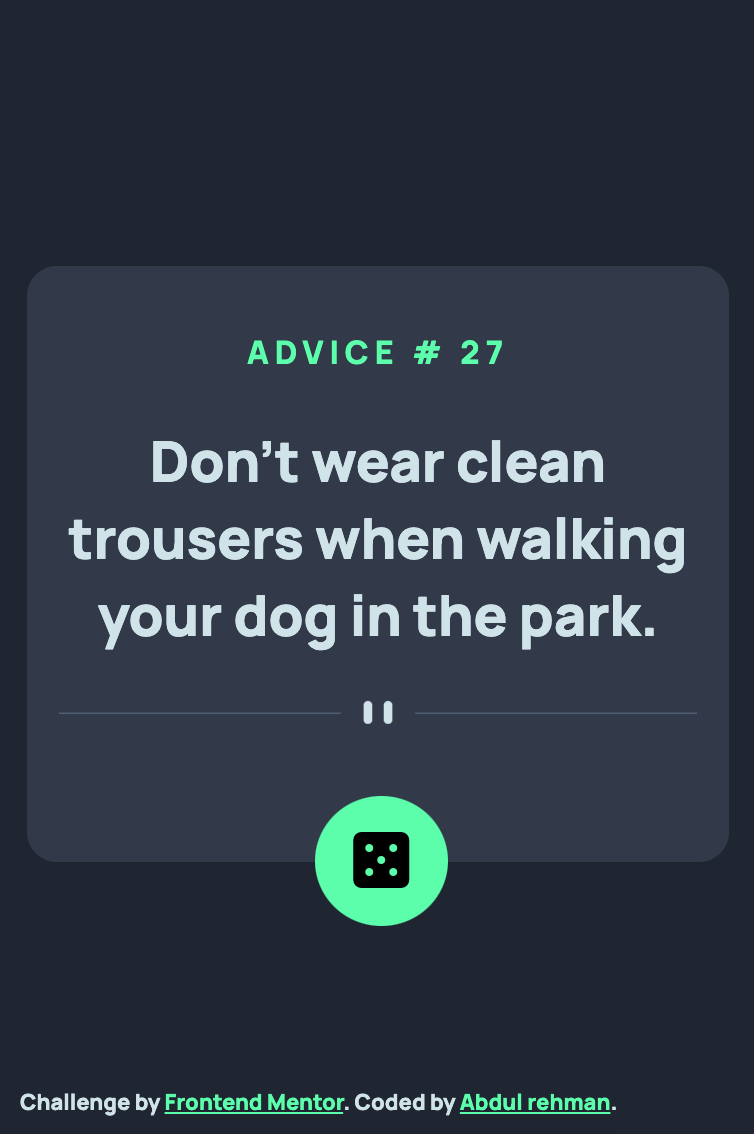 ADVICE # 27
Don’t wear clean
trousers when walking
your dog in the park.
Challenge by Frontend Mentor. Coded by Abdul rehman.